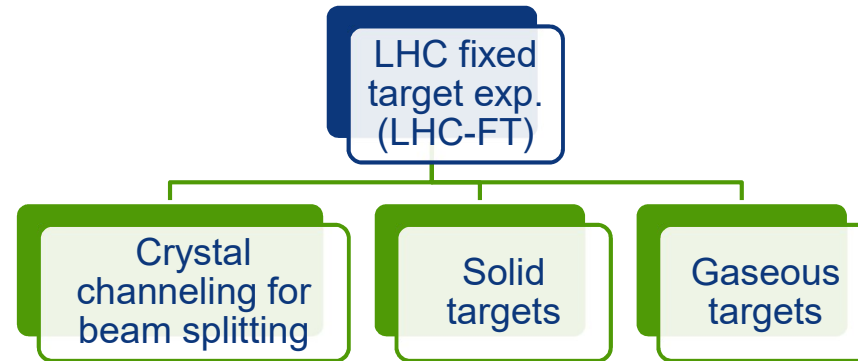 LHC fixed
target exp.
(LHC-FT)
Crystal
channeling for
beam splitting
Solid
targets
Gaseous
targets